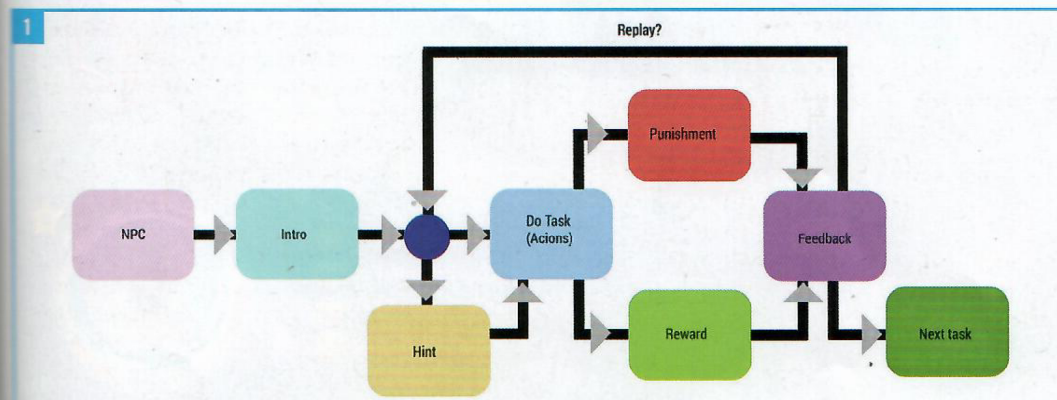 1
Replay?
Punishment
NPC
Intro
Do Task
(Acions)
Feedback
Hint
Reward
Next task